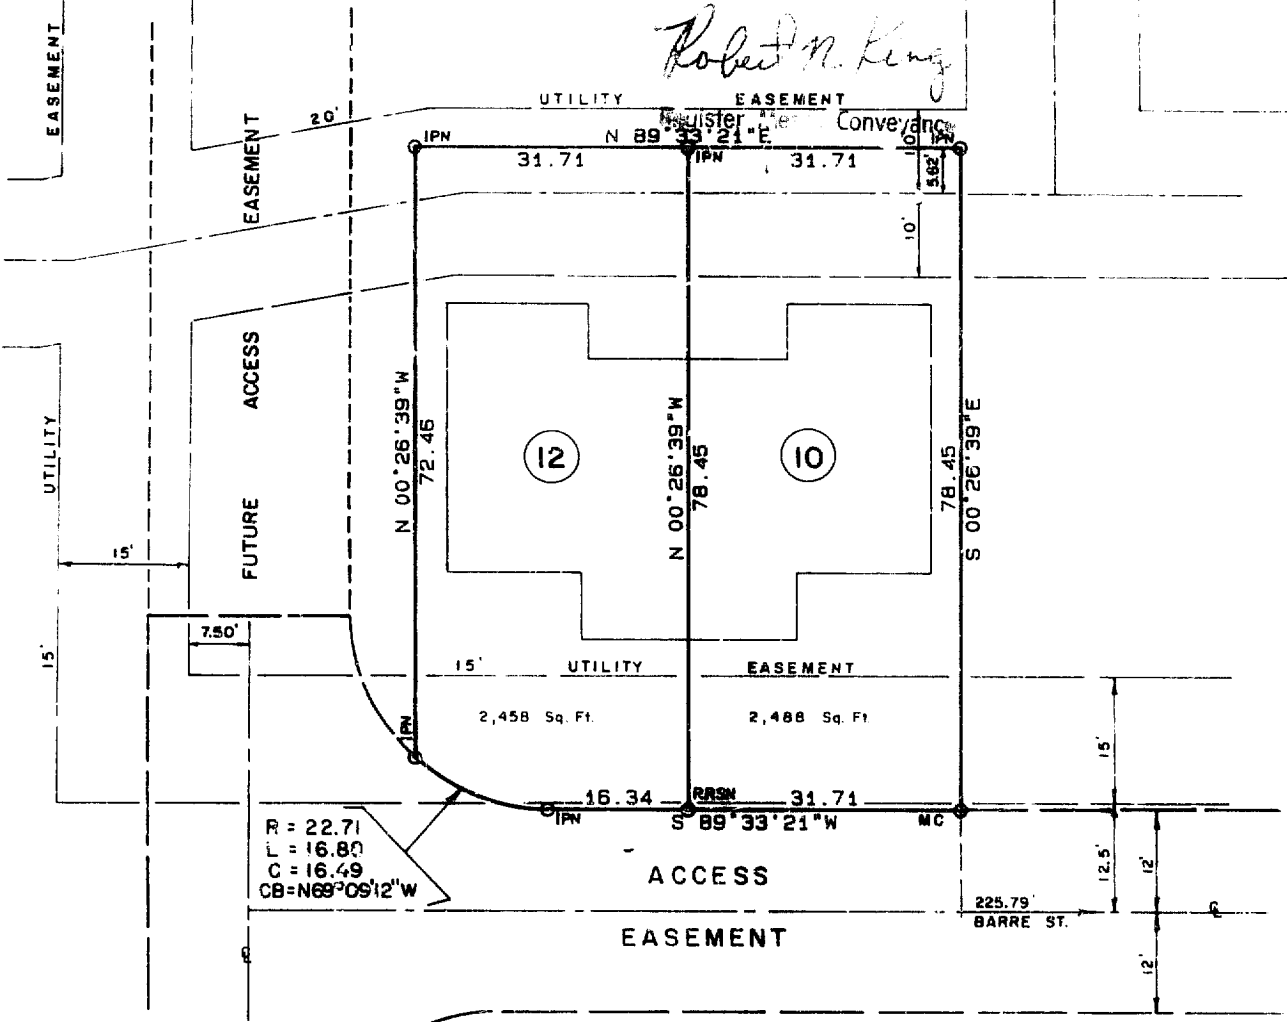 Robert N. King
UTILITY EASEMENT
Register Conveyance
20'
IPN N 89°33'21"E IPN
31.71 IPN 31.71
10'
5.62'
10'
EASEMENT
UTILITY
15'
15'
FUTURE ACCESS EASEMENT
7.50'
N 00°26'39"W
72.46
12
N 00°26'39"W
78.45
10
78.45
S 00°26'39"E
15' UTILITY EASEMENT
2,458 Sq. Ft.
2,488 Sq. Ft.
IPN
16.34 RRSN 31.71
IPN S 89°33'21"W MC
R = 22.71
L = 16.80
C = 16.49
CB=N69°09'12"W
ACCESS
EASEMENT
225.79'
BARRE ST.
15'
12.5'
12'
12'